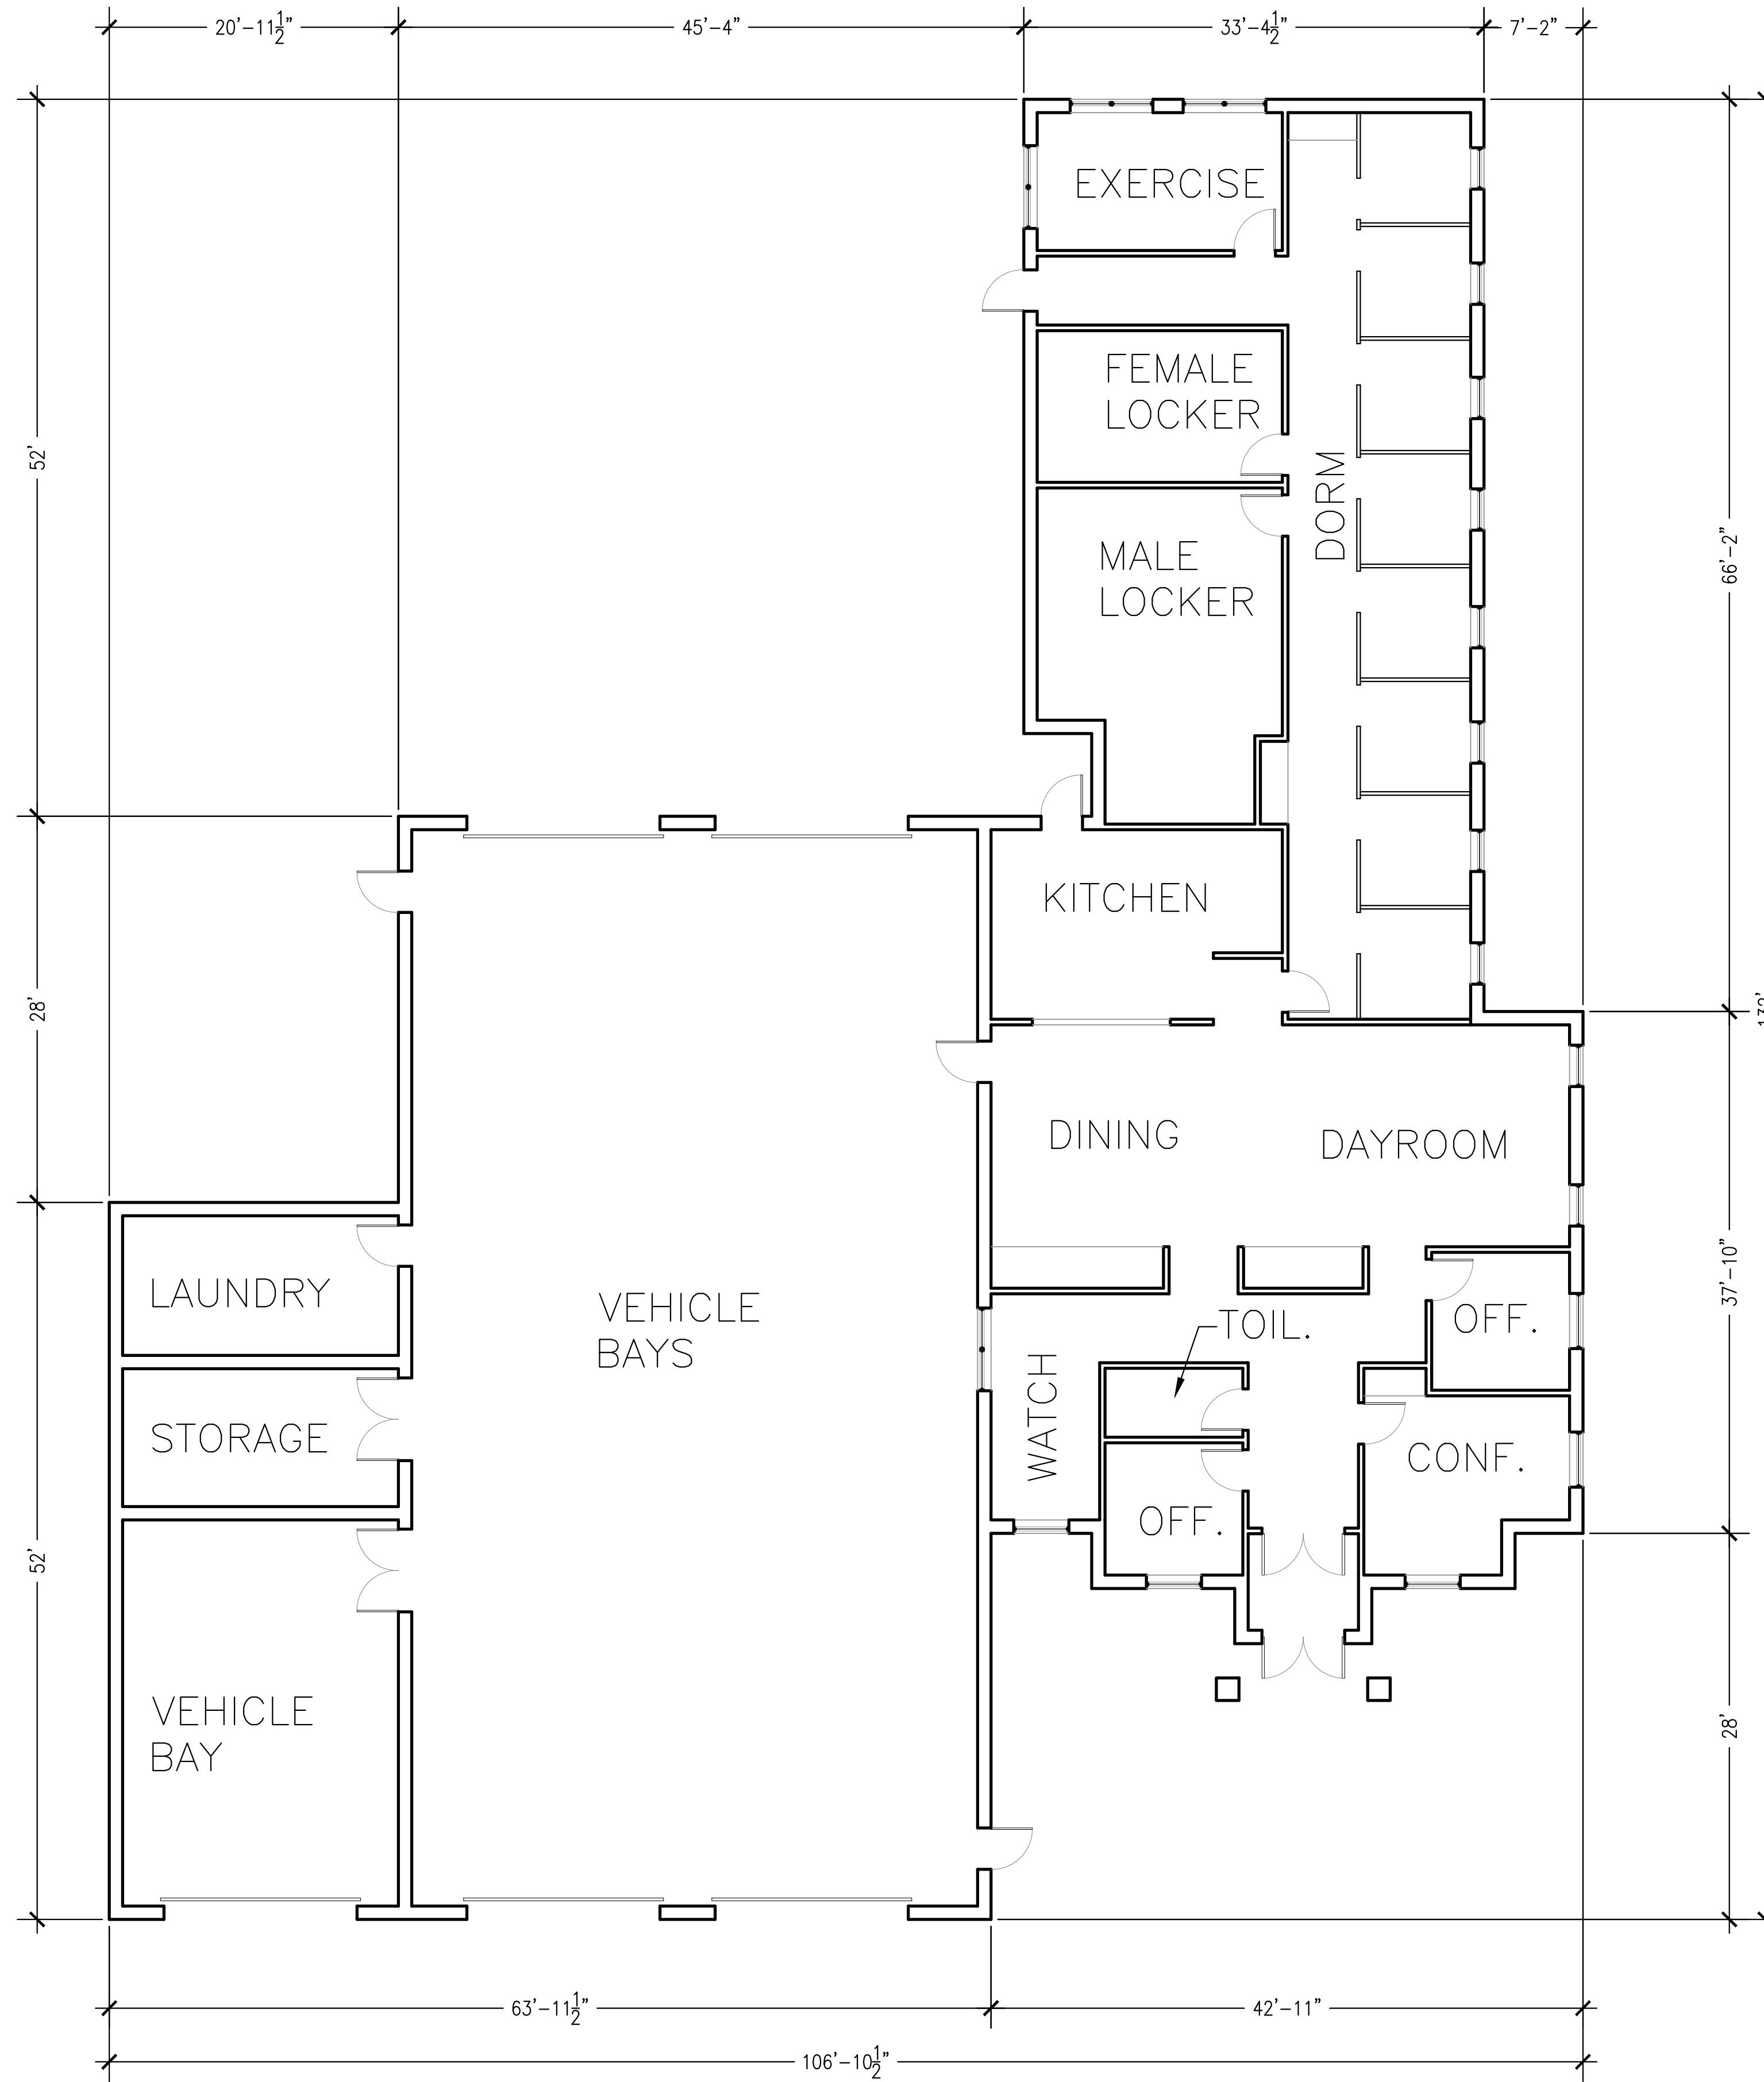 20'-11 1/2"
45'-4"
33'-4 1/2"
7'-2"
EXERCISE
FEMALE
LOCKER
52'
DORM
66'-2"
MALE
LOCKER
KITCHEN
28'
132'
DINING
DAYROOM
LAUNDRY
VEHICLE
BAYS
TOIL.
OFF.
37'-10"
WATCH
STORAGE
CONF.
OFF.
52'
VEHICLE
BAY
28'
63'-11 1/2"
42'-11"
106'-10 1/2"